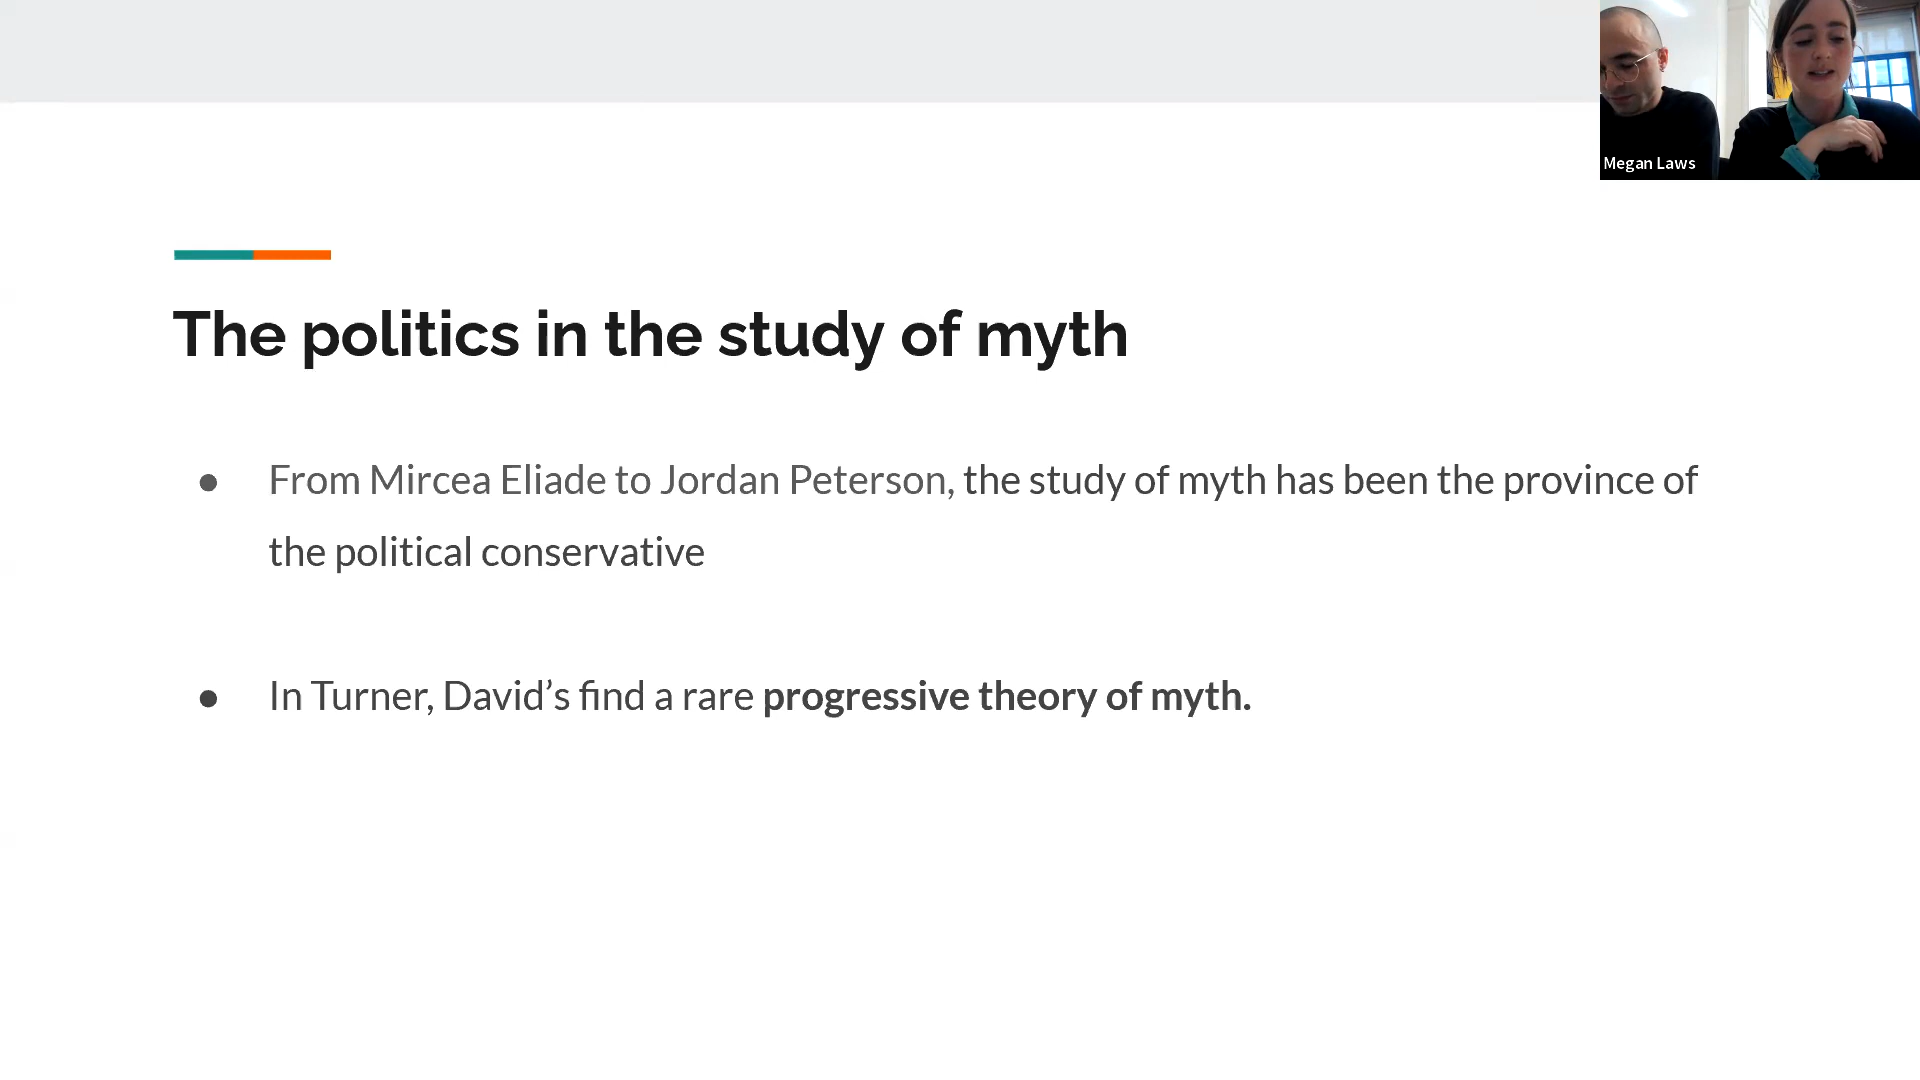 Megan Laws
The politics in the study of myth
● From Mircea Eliade to Jordan Peterson, the study of myth has been the province of
the political conservative
● In Turner, David’s find a rare progressive theory of myth.